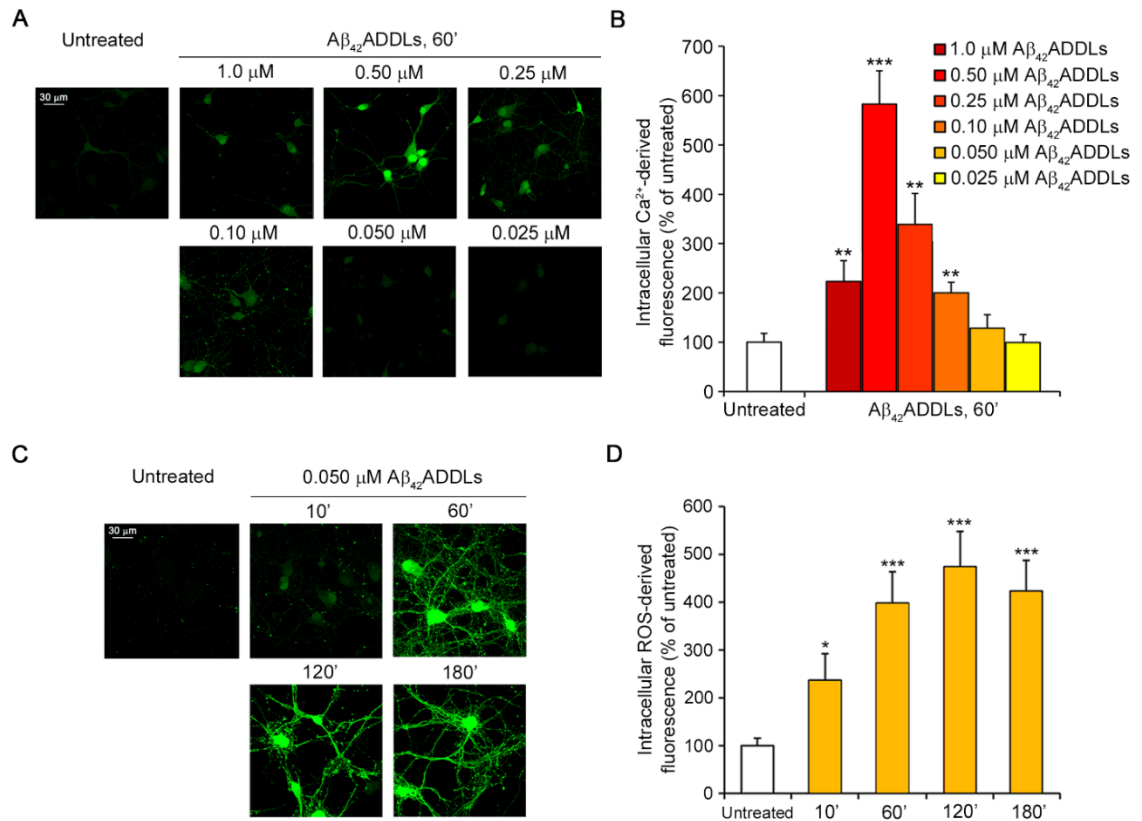 A
Untreated
Aβ₄₂ADDLs, 60'
1.0 μM 0.50 μM 0.25 μM
30 μm
0.10 μM 0.050 μM 0.025 μM
B
Intracellular Ca²⁺-derived
fluorescence (% of untreated)
700
600
500
400
300
200
100
0
***
**
**
**
1.0 μM Aβ₄₂ADDLs
0.50 μM Aβ₄₂ADDLs
0.25 μM Aβ₄₂ADDLs
0.10 μM Aβ₄₂ADDLs
0.050 μM Aβ₄₂ADDLs
0.025 μM Aβ₄₂ADDLs
Untreated Aβ₄₂ADDLs, 60'
C
Untreated
0.050 μM Aβ₄₂ADDLs
10' 60'
30 μm
120' 180'
D
Intracellular ROS-derived
fluorescence (% of untreated)
600
500
400
300
200
100
0
*
***
***
***
Untreated 10' 60' 120' 180'